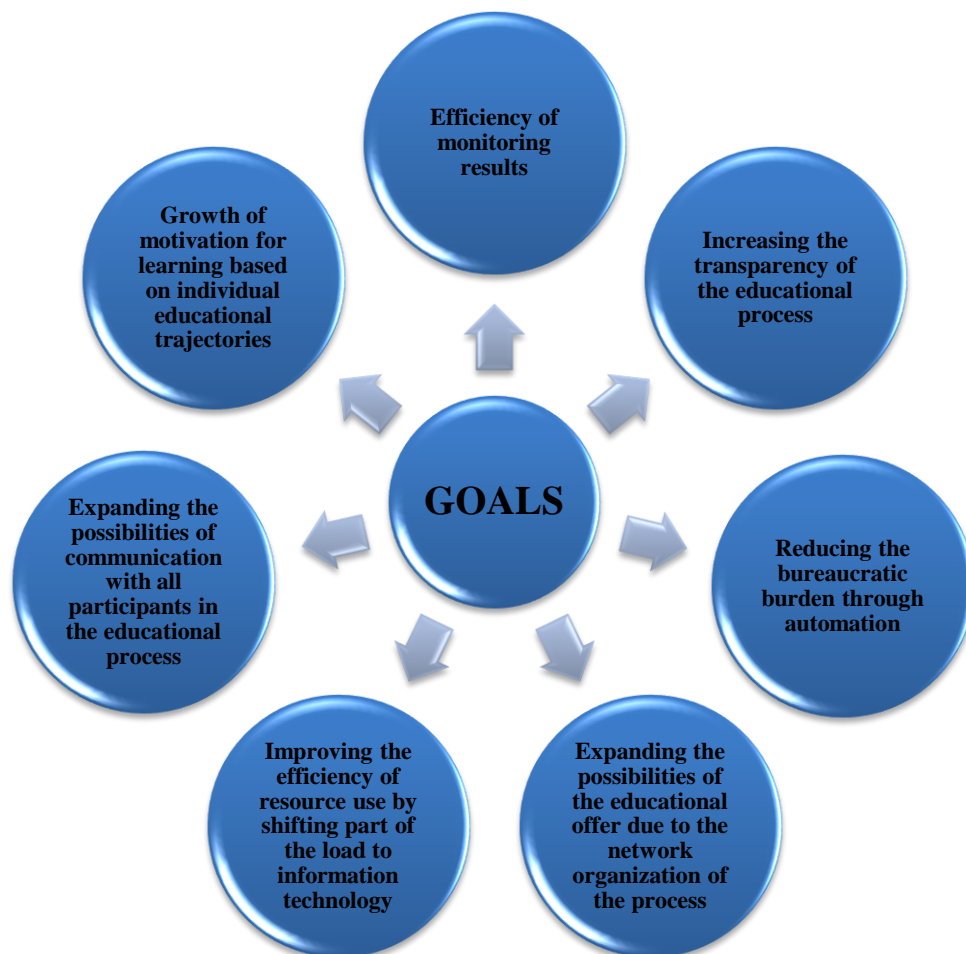 Efficiency of
monitoring
results
Increasing the
transparency of
the educational
process
Reducing the
bureaucratic
burden through
automation
Expanding the
possibilities of
the educational
offer due to the
network
organization of
the process
Improving the
efficiency of
resource use by
shifting part of
the load to
information
technology
Expanding the
possibilities of
communication
with all
participants in
the educational
process
Growth of
motivation for
learning based
on individual
educational
trajectories
GOALS